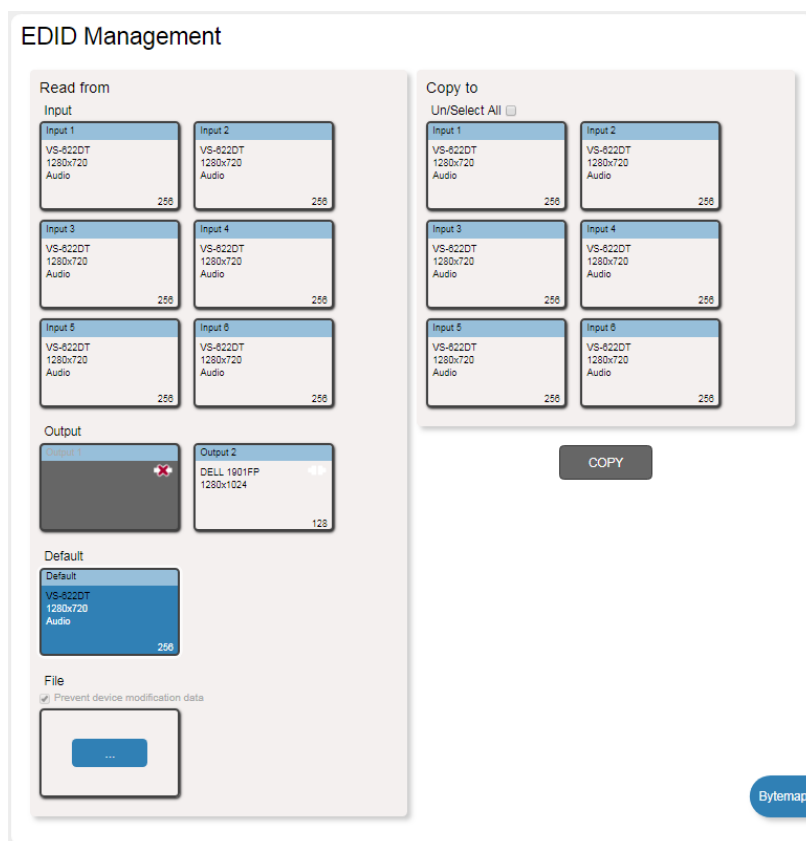 EDID Management
Read from
Input
Input 1
VS-622DT
1280x720
Audio
256
Input 2
VS-622DT
1280x720
Audio
256
Input 3
VS-622DT
1280x720
Audio
256
Input 4
VS-622DT
1280x720
Audio
256
Input 5
VS-622DT
1280x720
Audio
256
Input 6
VS-622DT
1280x720
Audio
256
Output
Output 1
Output 2
DELL 1901FP
1280x1024
128
Default
Default
VS-622DT
1280x720
Audio
256
File
Prevent device modification data
...
Copy to
Un/Select All
Input 1
VS-622DT
1280x720
Audio
256
Input 2
VS-622DT
1280x720
Audio
256
Input 3
VS-622DT
1280x720
Audio
256
Input 4
VS-622DT
1280x720
Audio
256
Input 5
VS-622DT
1280x720
Audio
256
Input 6
VS-622DT
1280x720
Audio
256
COPY
Bytemap